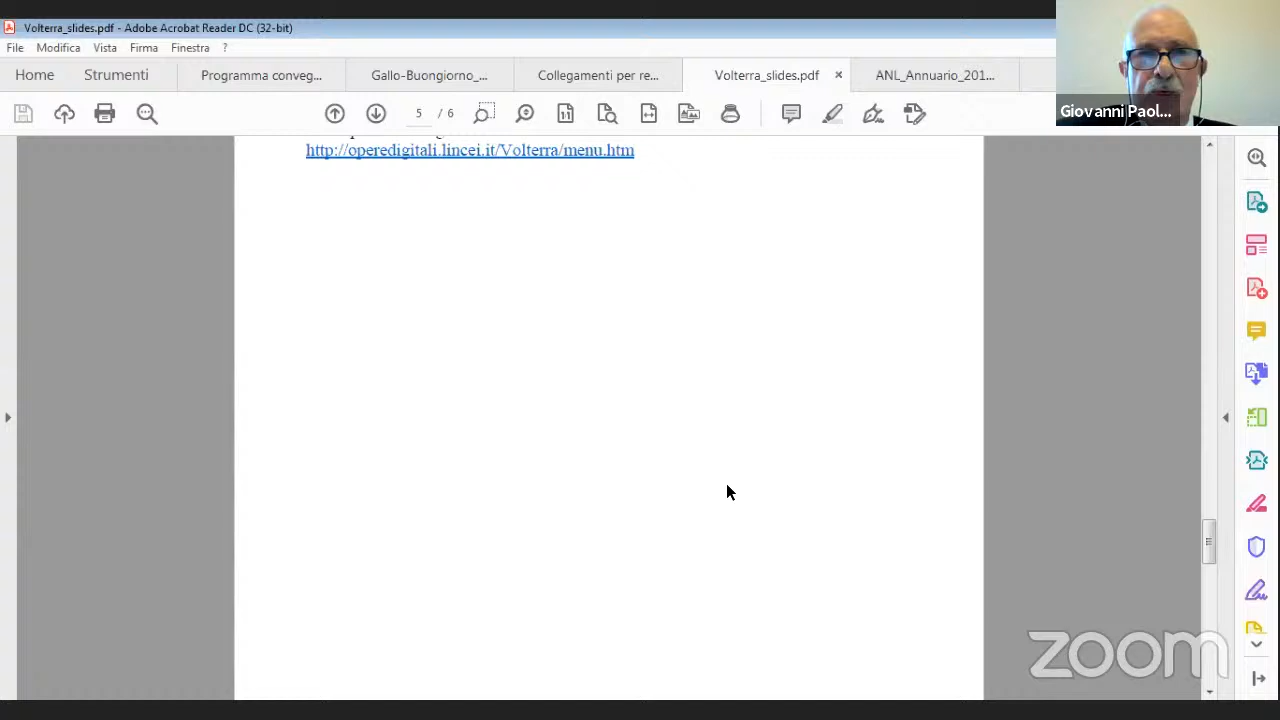 Volterra_slides.pdf - Adobe Acrobat Reader DC (32-bit)
File Modifica Vista Firma Finestra ?
Home Strumenti Programma conveg... Gallo-Buongiorno_... Collegamenti per re... Volterra_slides.pdf × ANL_Annuario_201...
Giovanni Paol...
5 / 6
http://operedigitali.lincei.it/Volterra/menu.htm
zoom